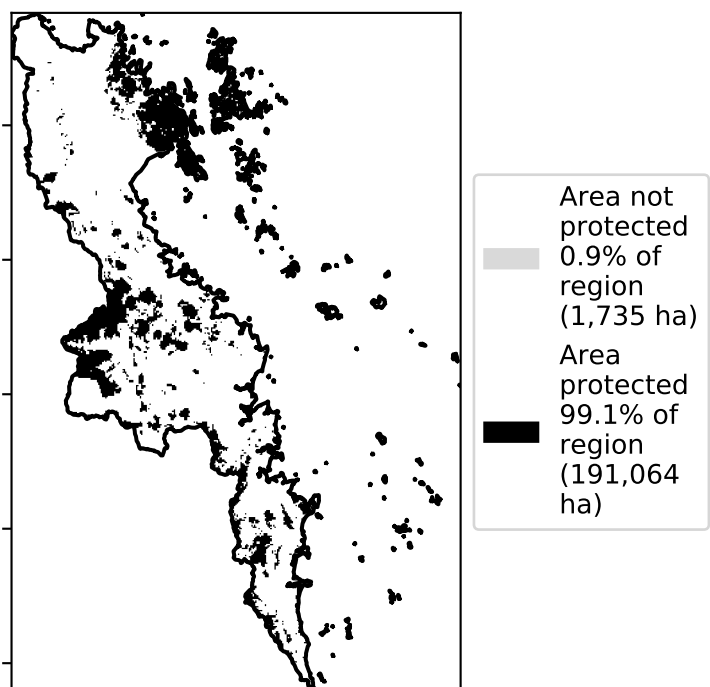 Area not
protected
0.9% of
region
(1,735 ha)
Area
protected
99.1% of
region
(191,064
ha)